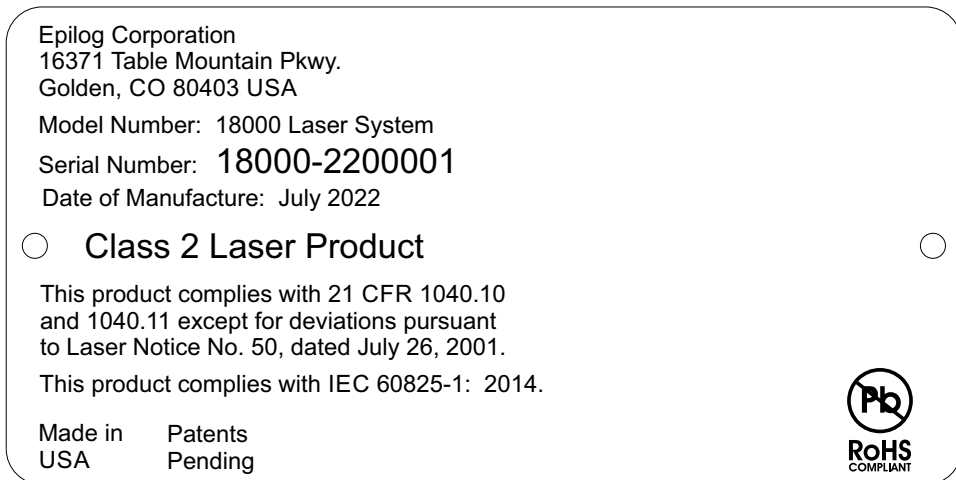 Epilog Corporation
16371 Table Mountain Pkwy.
Golden, CO 80403 USA
Model Number: 18000 Laser System
Serial Number: 18000-2200001
Date of Manufacture: July 2022
Class 2 Laser Product
This product complies with 21 CFR 1040.10
and 1040.11 except for deviations pursuant
to Laser Notice No. 50, dated July 26, 2001.
This product complies with IEC 60825-1: 2014.
Made in Patents
USA Pending
Pb
RoHS
COMPLIANT